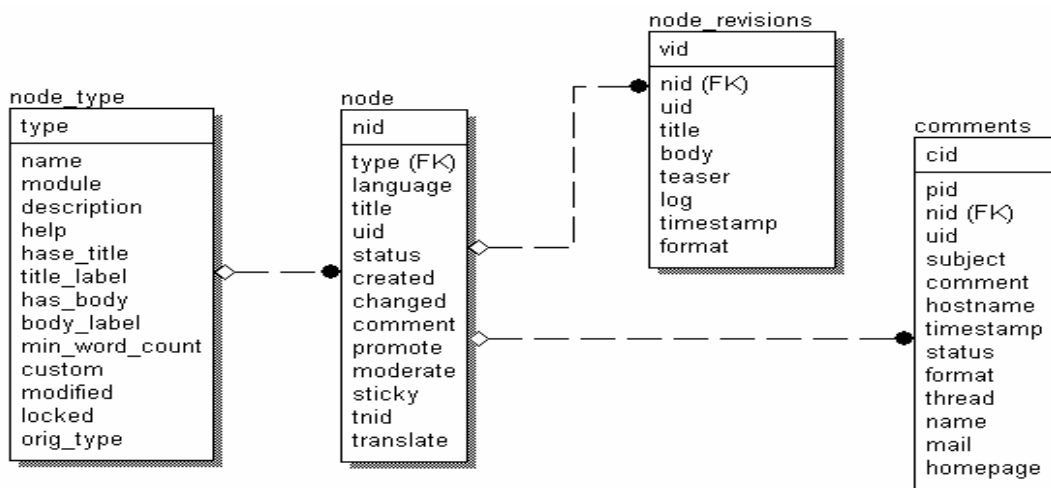 node_type
type
name
module
description
help
hase_title
title_label
has_body
body_label
min_word_count
custom
modified
locked
orig_type
node
nid
type (FK)
language
title
uid
status
created
changed
comment
promote
moderate
sticky
tnid
translate
node_revisions
vid
nid (FK)
uid
title
body
teaser
log
timestamp
format
comments
cid
pid
nid (FK)
uid
subject
comment
hostname
timestamp
status
format
thread
name
mail
homepage